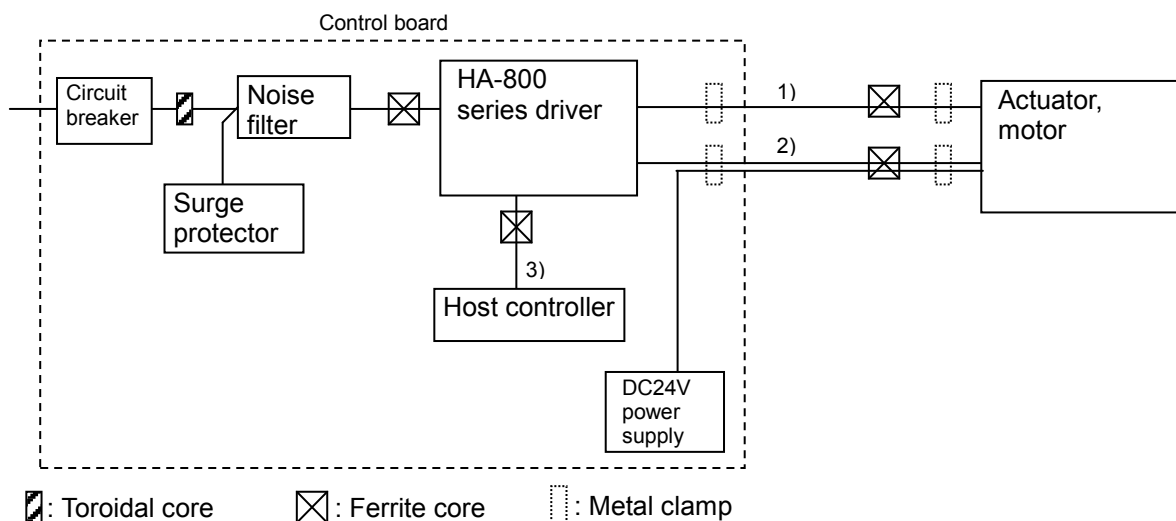 Control board
Circuit
breaker
Noise
filter
HA-800
series driver
1)
Actuator,
motor
2)
Surge
protector
3)
Host controller
DC24V
power
supply
: Toroidal core
: Ferrite core
: Metal clamp